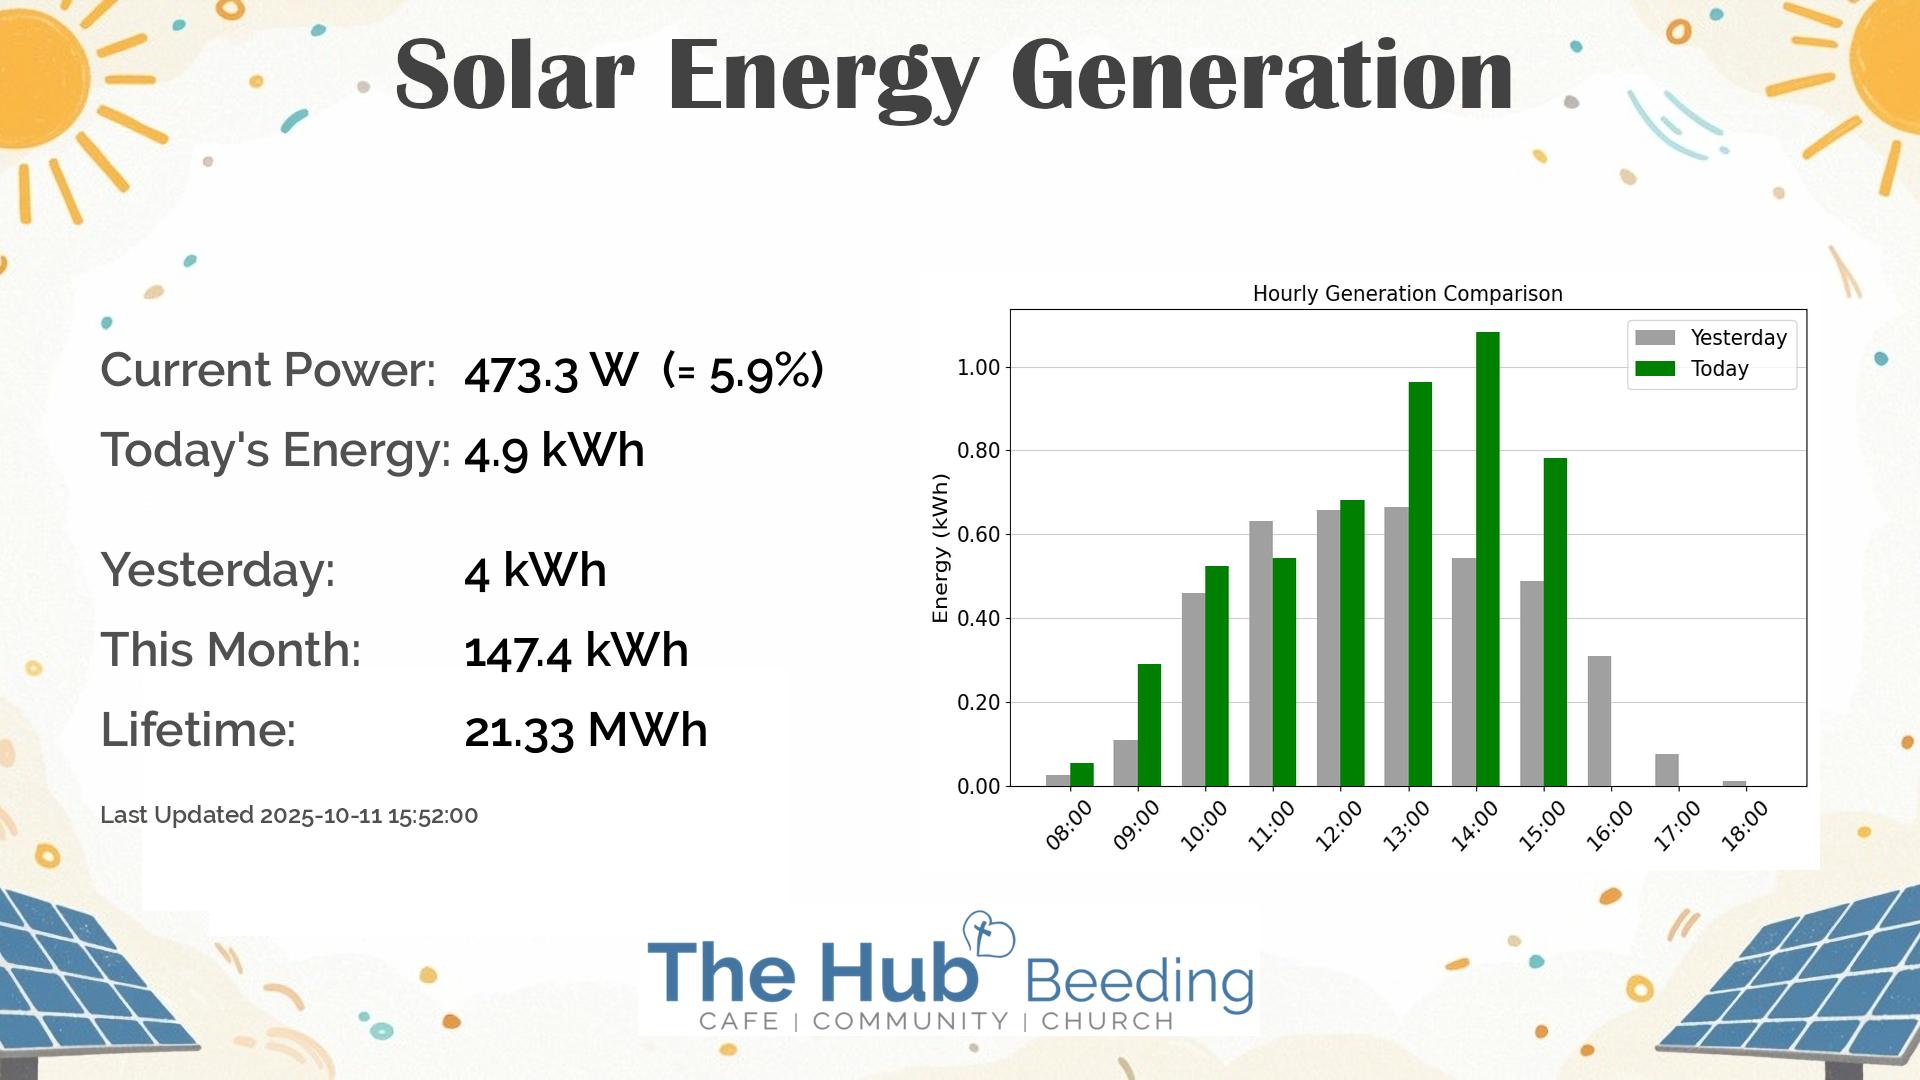 Solar Energy Generation
Current Power: 473.3 W (= 5.9%)
Today's Energy: 4.9 kWh
Yesterday: 4 kWh
This Month: 147.4 kWh
Lifetime: 21.33 MWh
Last Updated 2025-10-11 15:52:00
Hourly Generation Comparison
Yesterday
Today
Energy (kWh)
1.00
0.80
0.60
0.40
0.20
0.00
08:00 09:00 10:00 11:00 12:00 13:00 14:00 15:00 16:00 17:00 18:00
The Hub Beeding
CAFE | COMMUNITY | CHURCH